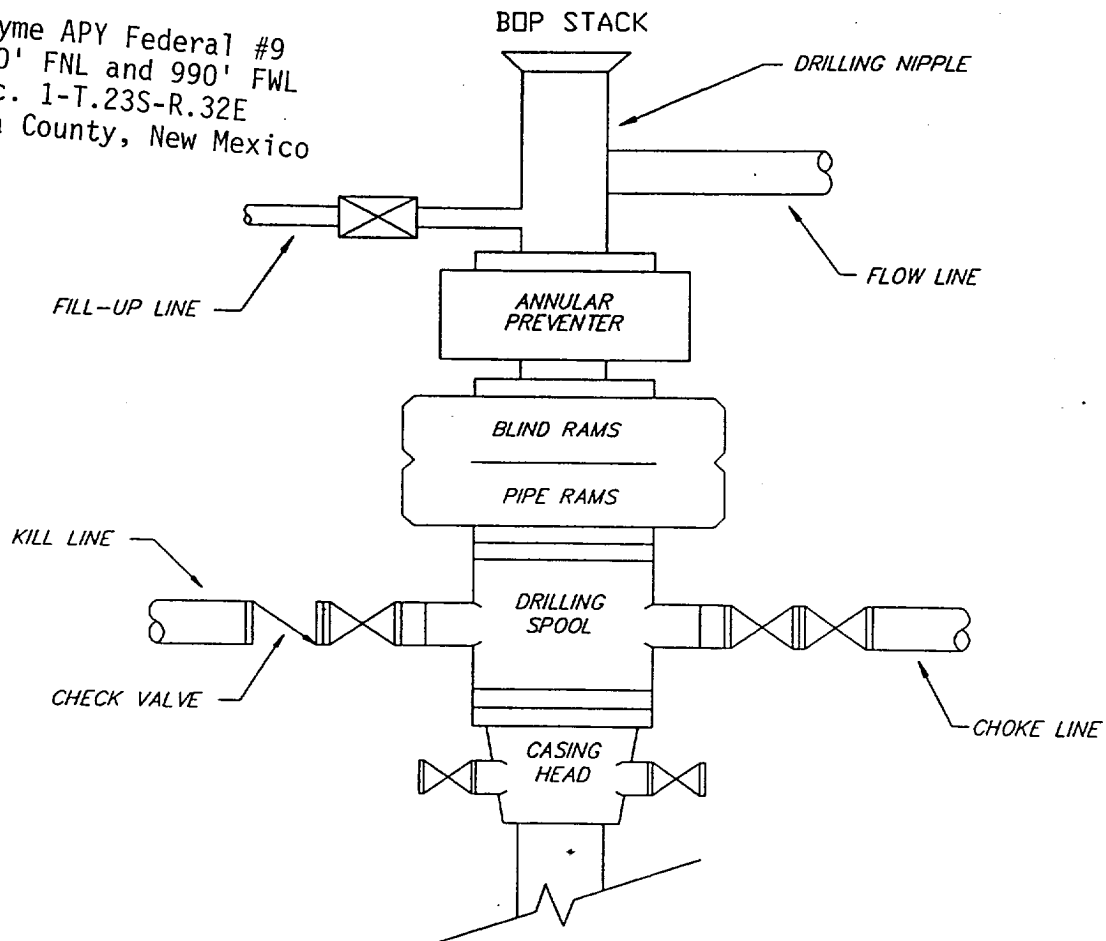 BOP STACK
yme APY Federal #9
0' FNL and 990' FWL
c. 1-T.23S-R.32E
County, New Mexico
DRILLING NIPPLE
FLOW LINE
FILL-UP LINE
ANNULAR
PREVENTER
BLIND RAMS
PIPE RAMS
KILL LINE
DRILLING
SPOOL
CHECK VALVE
CHOKE LINE
CASING
HEAD